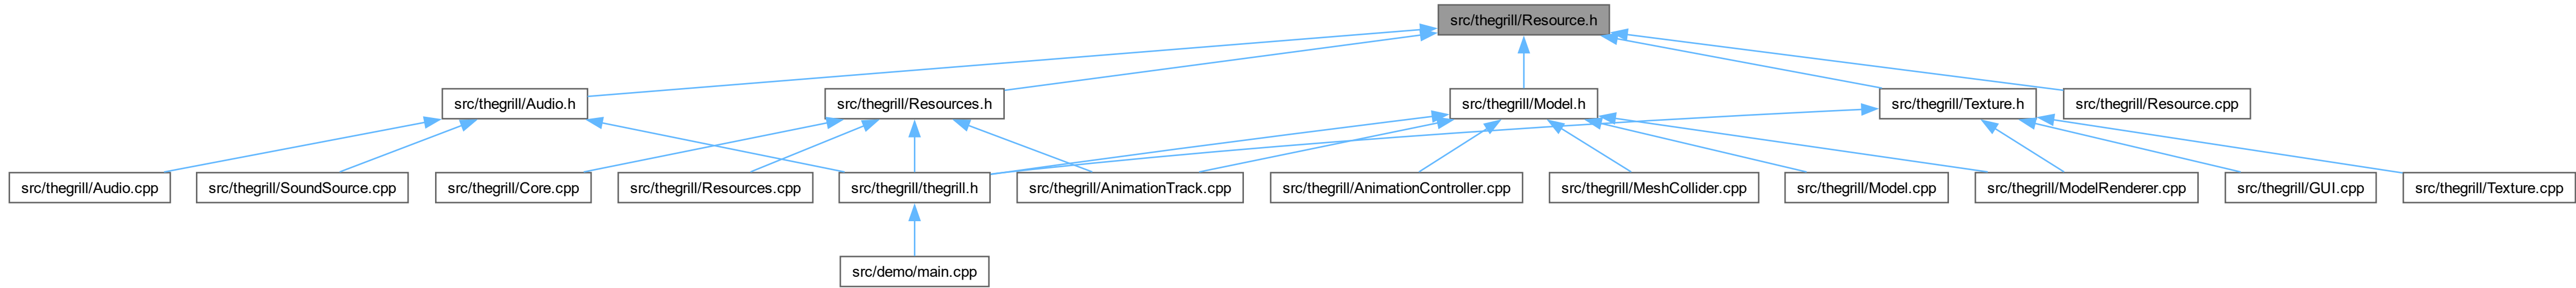 src/thegrill/Resource.h
src/thegrill/Audio.h
src/thegrill/Resources.h
src/thegrill/Model.h
src/thegrill/Texture.h
src/thegrill/Resource.cpp
src/thegrill/Audio.cpp
src/thegrill/SoundSource.cpp
src/thegrill/Core.cpp
src/thegrill/Resources.cpp
src/thegrill/thegrill.h
src/thegrill/AnimationTrack.cpp
src/thegrill/AnimationController.cpp
src/thegrill/MeshCollider.cpp
src/thegrill/Model.cpp
src/thegrill/ModelRenderer.cpp
src/thegrill/GUI.cpp
src/thegrill/Texture.cpp
src/demo/main.cpp